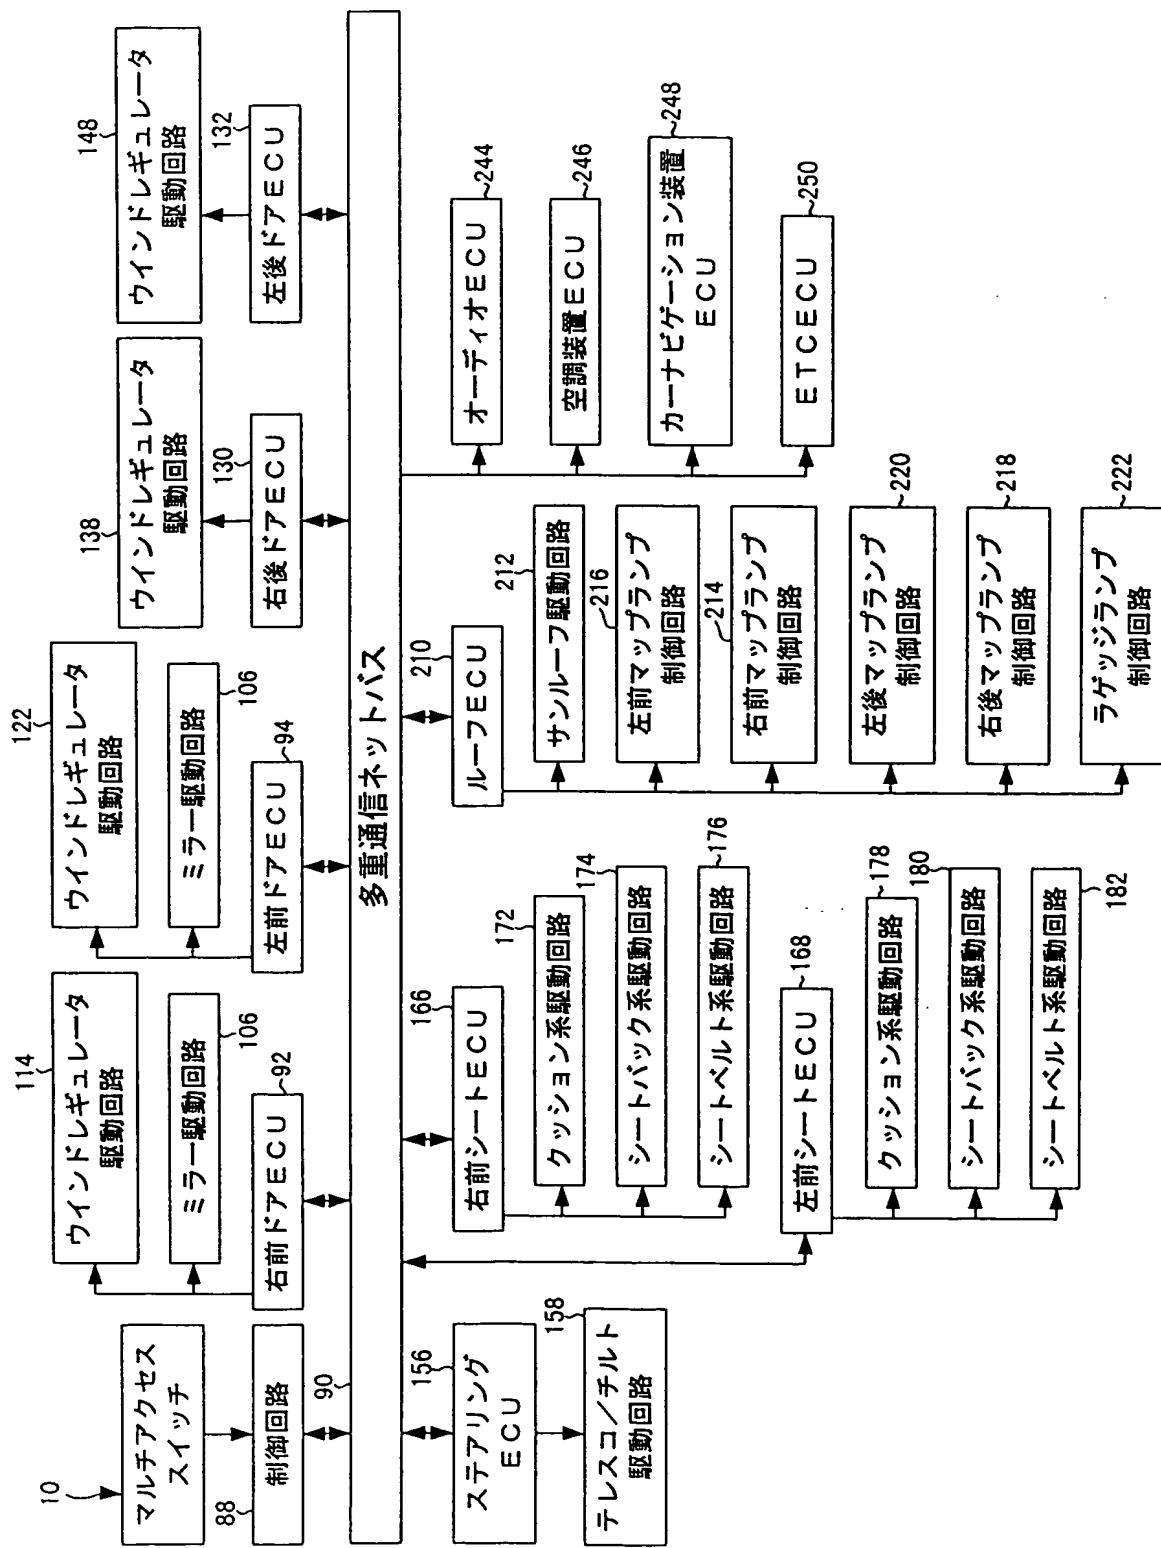 10
マルチアクセス
スイッチ
88
制御回路
90
114
ウインドレギュレータ
駆動回路
ミラー駆動回路
106
右前ドアECU
92
122
ウインドレギュレータ
駆動回路
ミラー駆動回路
106
左前ドアECU
94
138
ウインドレギュレータ
駆動回路
130
右後ドアECU
148
ウインドレギュレータ
駆動回路
132
左後ドアECU
多重通信ネットバス
156
ステアリング
ECU
158
テレスコ/チルト
駆動回路
166
右前シートECU
172
クッション系駆動回路
174
シートバック系駆動回路
176
シートベルト系駆動回路
168
左前シートECU
178
クッション系駆動回路
180
シートバック系駆動回路
182
シートベルト系駆動回路
210
ルーフECU
212
サンルーフ駆動回路
216
左前マップランプ
制御回路
214
右前マップランプ
制御回路
220
左後マップランプ
制御回路
218
右後マップランプ
制御回路
222
ラゲッジランプ
制御回路
244
オーディオECU
246
空調装置ECU
248
カーナビゲーション装置
ECU
250
ETCECU